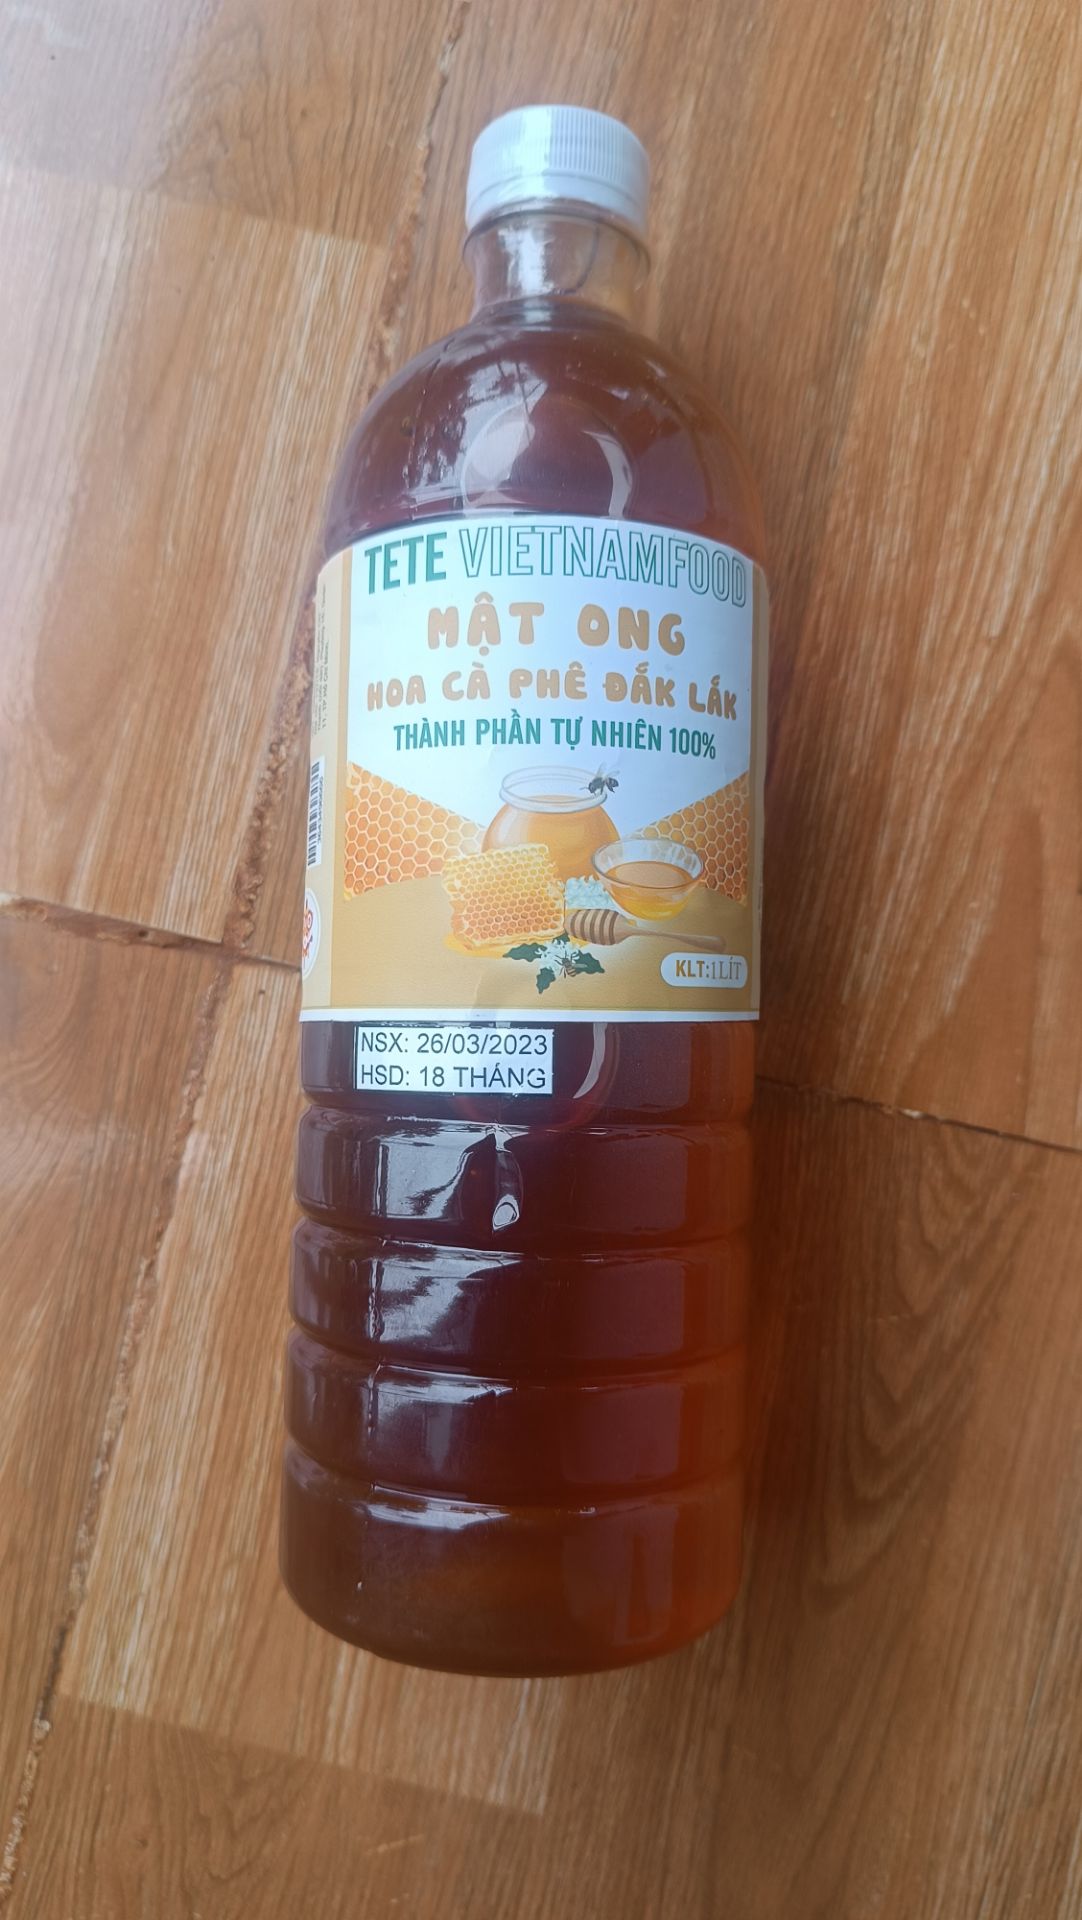 TETE VIETNAMFOOD
MẬT ONG
HOA CÀ PHÊ ĐẮK LẮK
THÀNH PHẦN TỰ NHIÊN 100%
KLT:1LÍT
NSX: 26/03/2023
HSD: 18 THÁNG